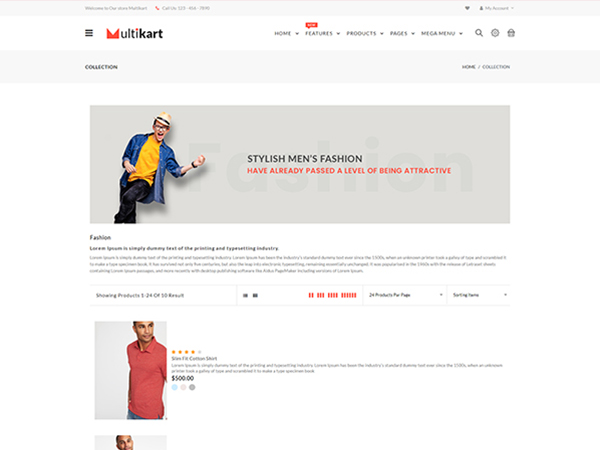 Welcome to Our store Multikart Call Us: 123 - 456 - 7890 My Account
Multikart
NEW
HOME FEATURES PRODUCTS PAGES MEGA MENU
COLLECTION HOME / COLLECTION
Fashion
STYLISH MEN'S FASHION
HAVE ALREADY PASSED A LEVEL OF BEING ATTRACTIVE
Fashion
Lorem Ipsum is simply dummy text of the printing and typesetting industry.
Lorem Ipsum is simply dummy text of the printing and typesetting industry. Lorem Ipsum has been the industry's standard dummy text ever since the 1500s, when an unknown printer took a galley of type and scrambled it to make a type specimen book.
It has survived not only five centuries, but also the leap into electronic typesetting, remaining essentially unchanged. It was popularised in the 1960s with the release of Letraset sheets
containing Lorem Ipsum passages, and more recently with desktop publishing software like Aldus PageMaker including versions of Lorem Ipsum.
Showing Products 1-24 Of 10 Result 24 Products Per Page Sorting Items
Slim Fit Cotton Shirt
Lorem Ipsum is simply dummy text of the printing and typesetting industry. Lorem Ipsum has been the industry's standard dummy text ever since the 1500s, when an unknown
printer took a galley of type and scrambled it to make a type specimen book
$500.00